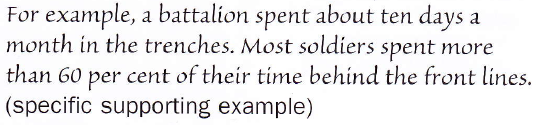 For example, a battalion spent about ten days a
month in the trenches. Most soldiers spent more
than 60 per cent of their time behind the front lines.
(specific supporting example)